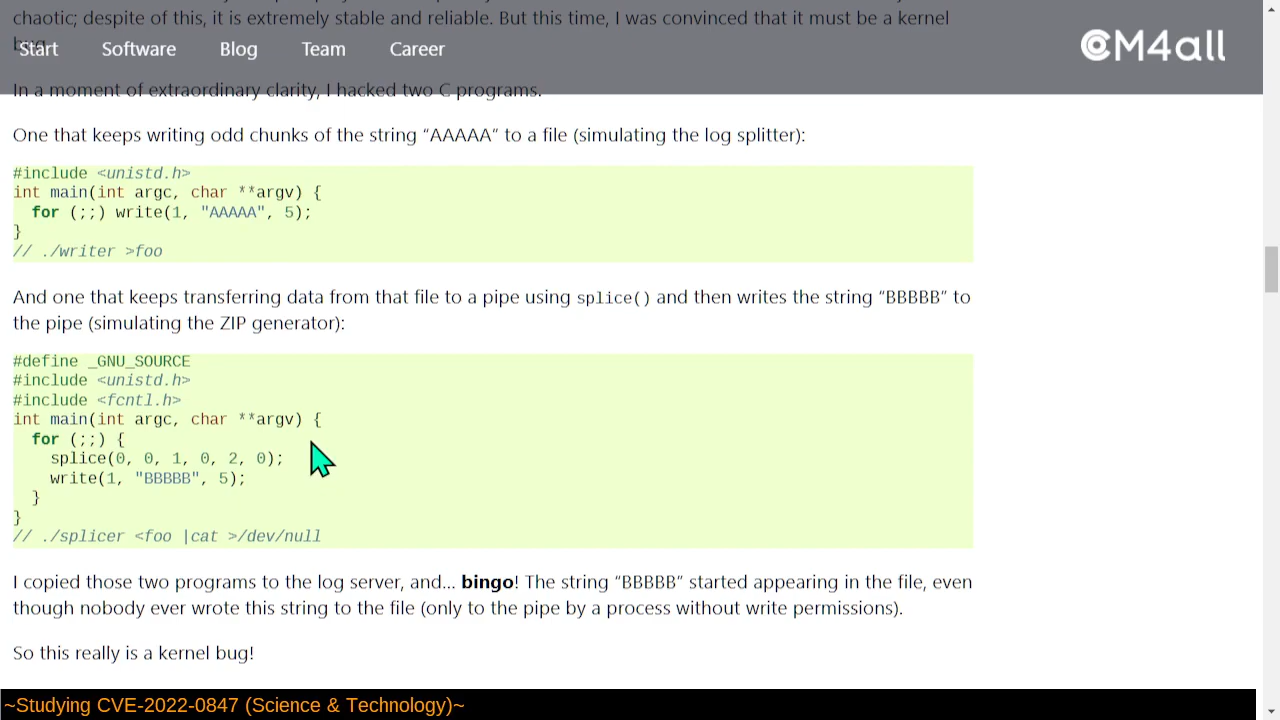 chaotic; despite of this, it is extremely stable and reliable. But this time, I was convinced that it must be a kernel
bug.
Start Software Blog Team Career
CM4all
In a moment of extraordinary clarity, I hacked two C programs.
One that keeps writing odd chunks of the string “AAAAA” to a file (simulating the log splitter):
#include <unistd.h>
int main(int argc, char **argv) {
for (;;) write(1, "AAAAA", 5);
}
// ./writer >foo
And one that keeps transferring data from that file to a pipe using splice() and then writes the string “BBBBB” to
the pipe (simulating the ZIP generator):
#define _GNU_SOURCE
#include <unistd.h>
#include <fcntl.h>
int main(int argc, char **argv) {
for (;;) {
splice(0, 0, 1, 0, 2, 0);
write(1, "BBBBB", 5);
}
}
// ./splicer <foo |cat >/dev/null
I copied those two programs to the log server, and… bingo! The string “BBBBB” started appearing in the file, even
though nobody ever wrote this string to the file (only to the pipe by a process without write permissions).
So this really is a kernel bug!
~Studying CVE-2022-0847 (Science & Technology)~